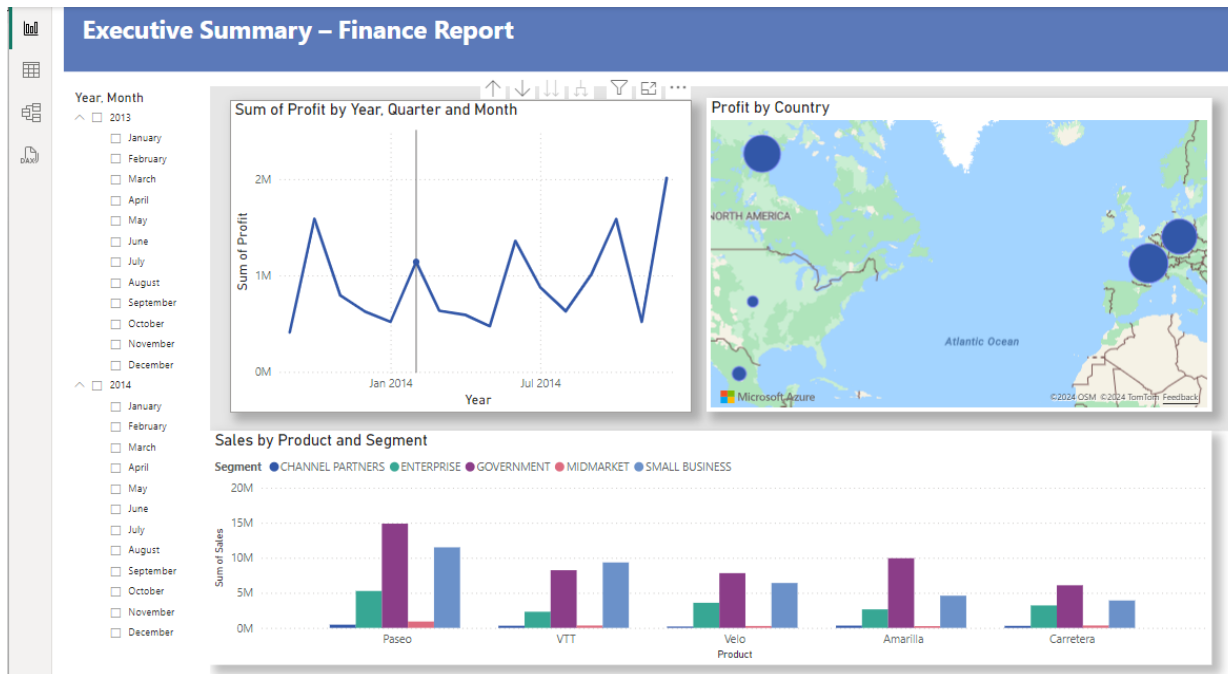 Executive Summary – Finance Report
Year, Month
2013
January
February
March
April
May
June
July
August
September
October
November
December
2014
January
February
March
April
May
June
July
August
September
October
November
December
DAX
Sum of Profit by Year, Quarter and Month
Sum of Profit
2M
1M
0M
Jan 2014
Jul 2014
Year
Profit by Country
NORTH AMERICA
Atlantic Ocean
Microsoft Azure
©2024 OSM ©2024 TomTom Feedback
Sales by Product and Segment
Segment CHANNEL PARTNERS ENTERPRISE GOVERNMENT MIDMARKET SMALL BUSINESS
Sum of Sales
20M
15M
10M
5M
0M
Paseo
VTT
Velo
Amarilla
Carretera
Product